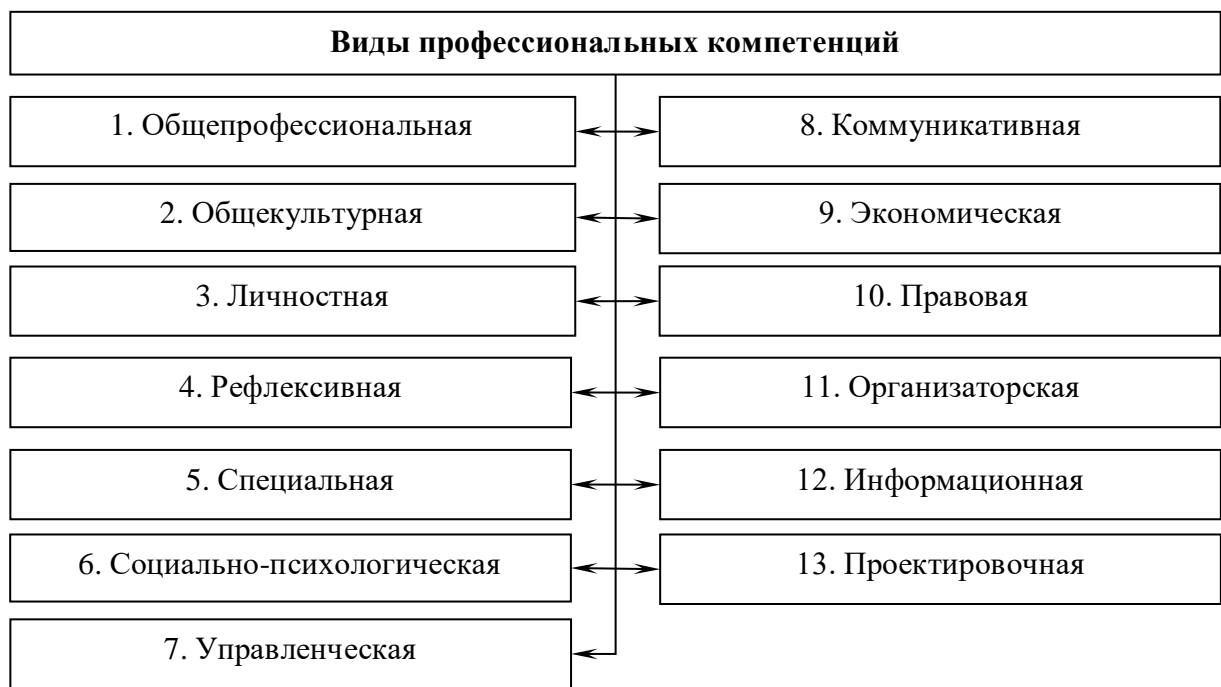 Виды профессиональных компетенций
1. Общепрофессиональная
2. Общекультурная
3. Личностная
4. Рефлексивная
5. Специальная
6. Социально-психологическая
7. Управленческая
8. Коммуникативная
9. Экономическая
10. Правовая
11. Организаторская
12. Информационная
13. Проектировочная